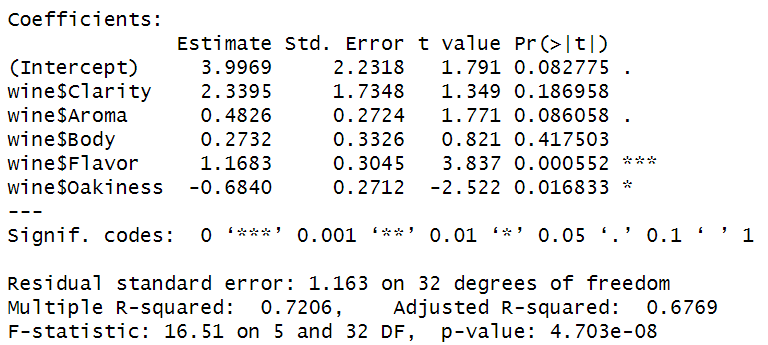 Coefficients:
Estimate Std. Error t value Pr(>|t|)
(Intercept) 3.9969 2.2318 1.791 0.082775 .
wine$Clarity 2.3395 1.7348 1.349 0.186958
wine$Aroma 0.4826 0.2724 1.771 0.086058 .
wine$Body 0.2732 0.3326 0.821 0.417503
wine$Flavor 1.1683 0.3045 3.837 0.000552 ***
wine$Oakiness -0.6840 0.2712 -2.522 0.016833 *
---
Signif. codes: 0 ‘***’ 0.001 ‘**’ 0.01 ‘*’ 0.05 ‘.’ 0.1 ‘ ’ 1
Residual standard error: 1.163 on 32 degrees of freedom
Multiple R-squared: 0.7206, Adjusted R-squared: 0.6769
F-statistic: 16.51 on 5 and 32 DF, p-value: 4.703e-08